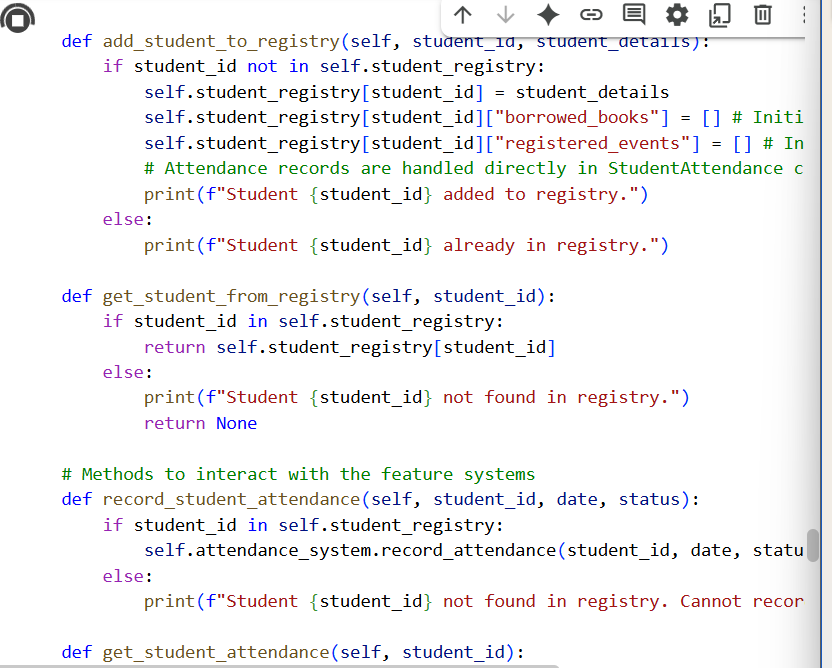 def add_student_to_registry(self, student_id, student_details):
        if student_id not in self.student_registry:
            self.student_registry[student_id] = student_details
            self.student_registry[student_id]["borrowed_books"] = [] # Initi
            self.student_registry[student_id]["registered_events"] = [] # In
            # Attendance records are handled directly in StudentAttendance c
            print(f"Student {student_id} added to registry.")
        else:
            print(f"Student {student_id} already in registry.")

    def get_student_from_registry(self, student_id):
        if student_id in self.student_registry:
            return self.student_registry[student_id]
        else:
            print(f"Student {student_id} not found in registry.")
            return None

    # Methods to interact with the feature systems
    def record_student_attendance(self, student_id, date, status):
        if student_id in self.student_registry:
            self.attendance_system.record_attendance(student_id, date, statu
        else:
            print(f"Student {student_id} not found in registry. Cannot recor

    def get_student_attendance(self, student_id):